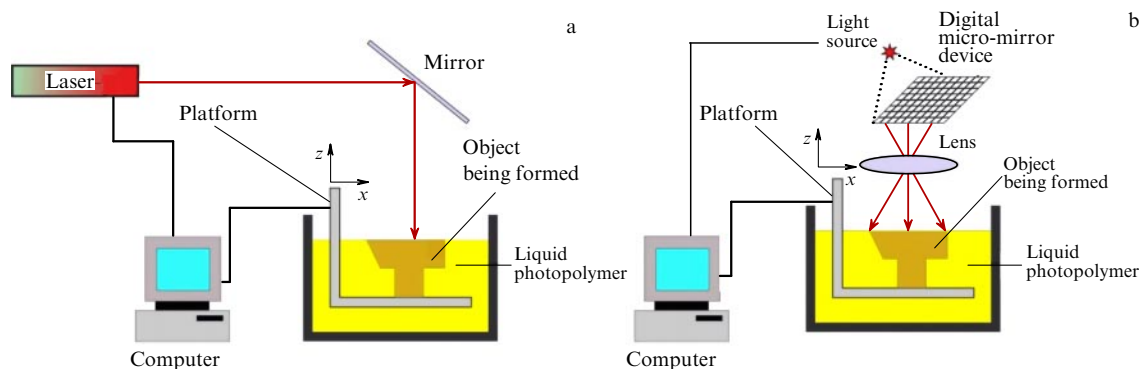 a
Laser
Mirror
Platform
z
x
Object
being formed
Liquid
photopolymer
Computer
b
Light
source
Digital
micro-mirror
device
Platform
z
x
Lens
Object
being formed
Liquid
photopolymer
Computer